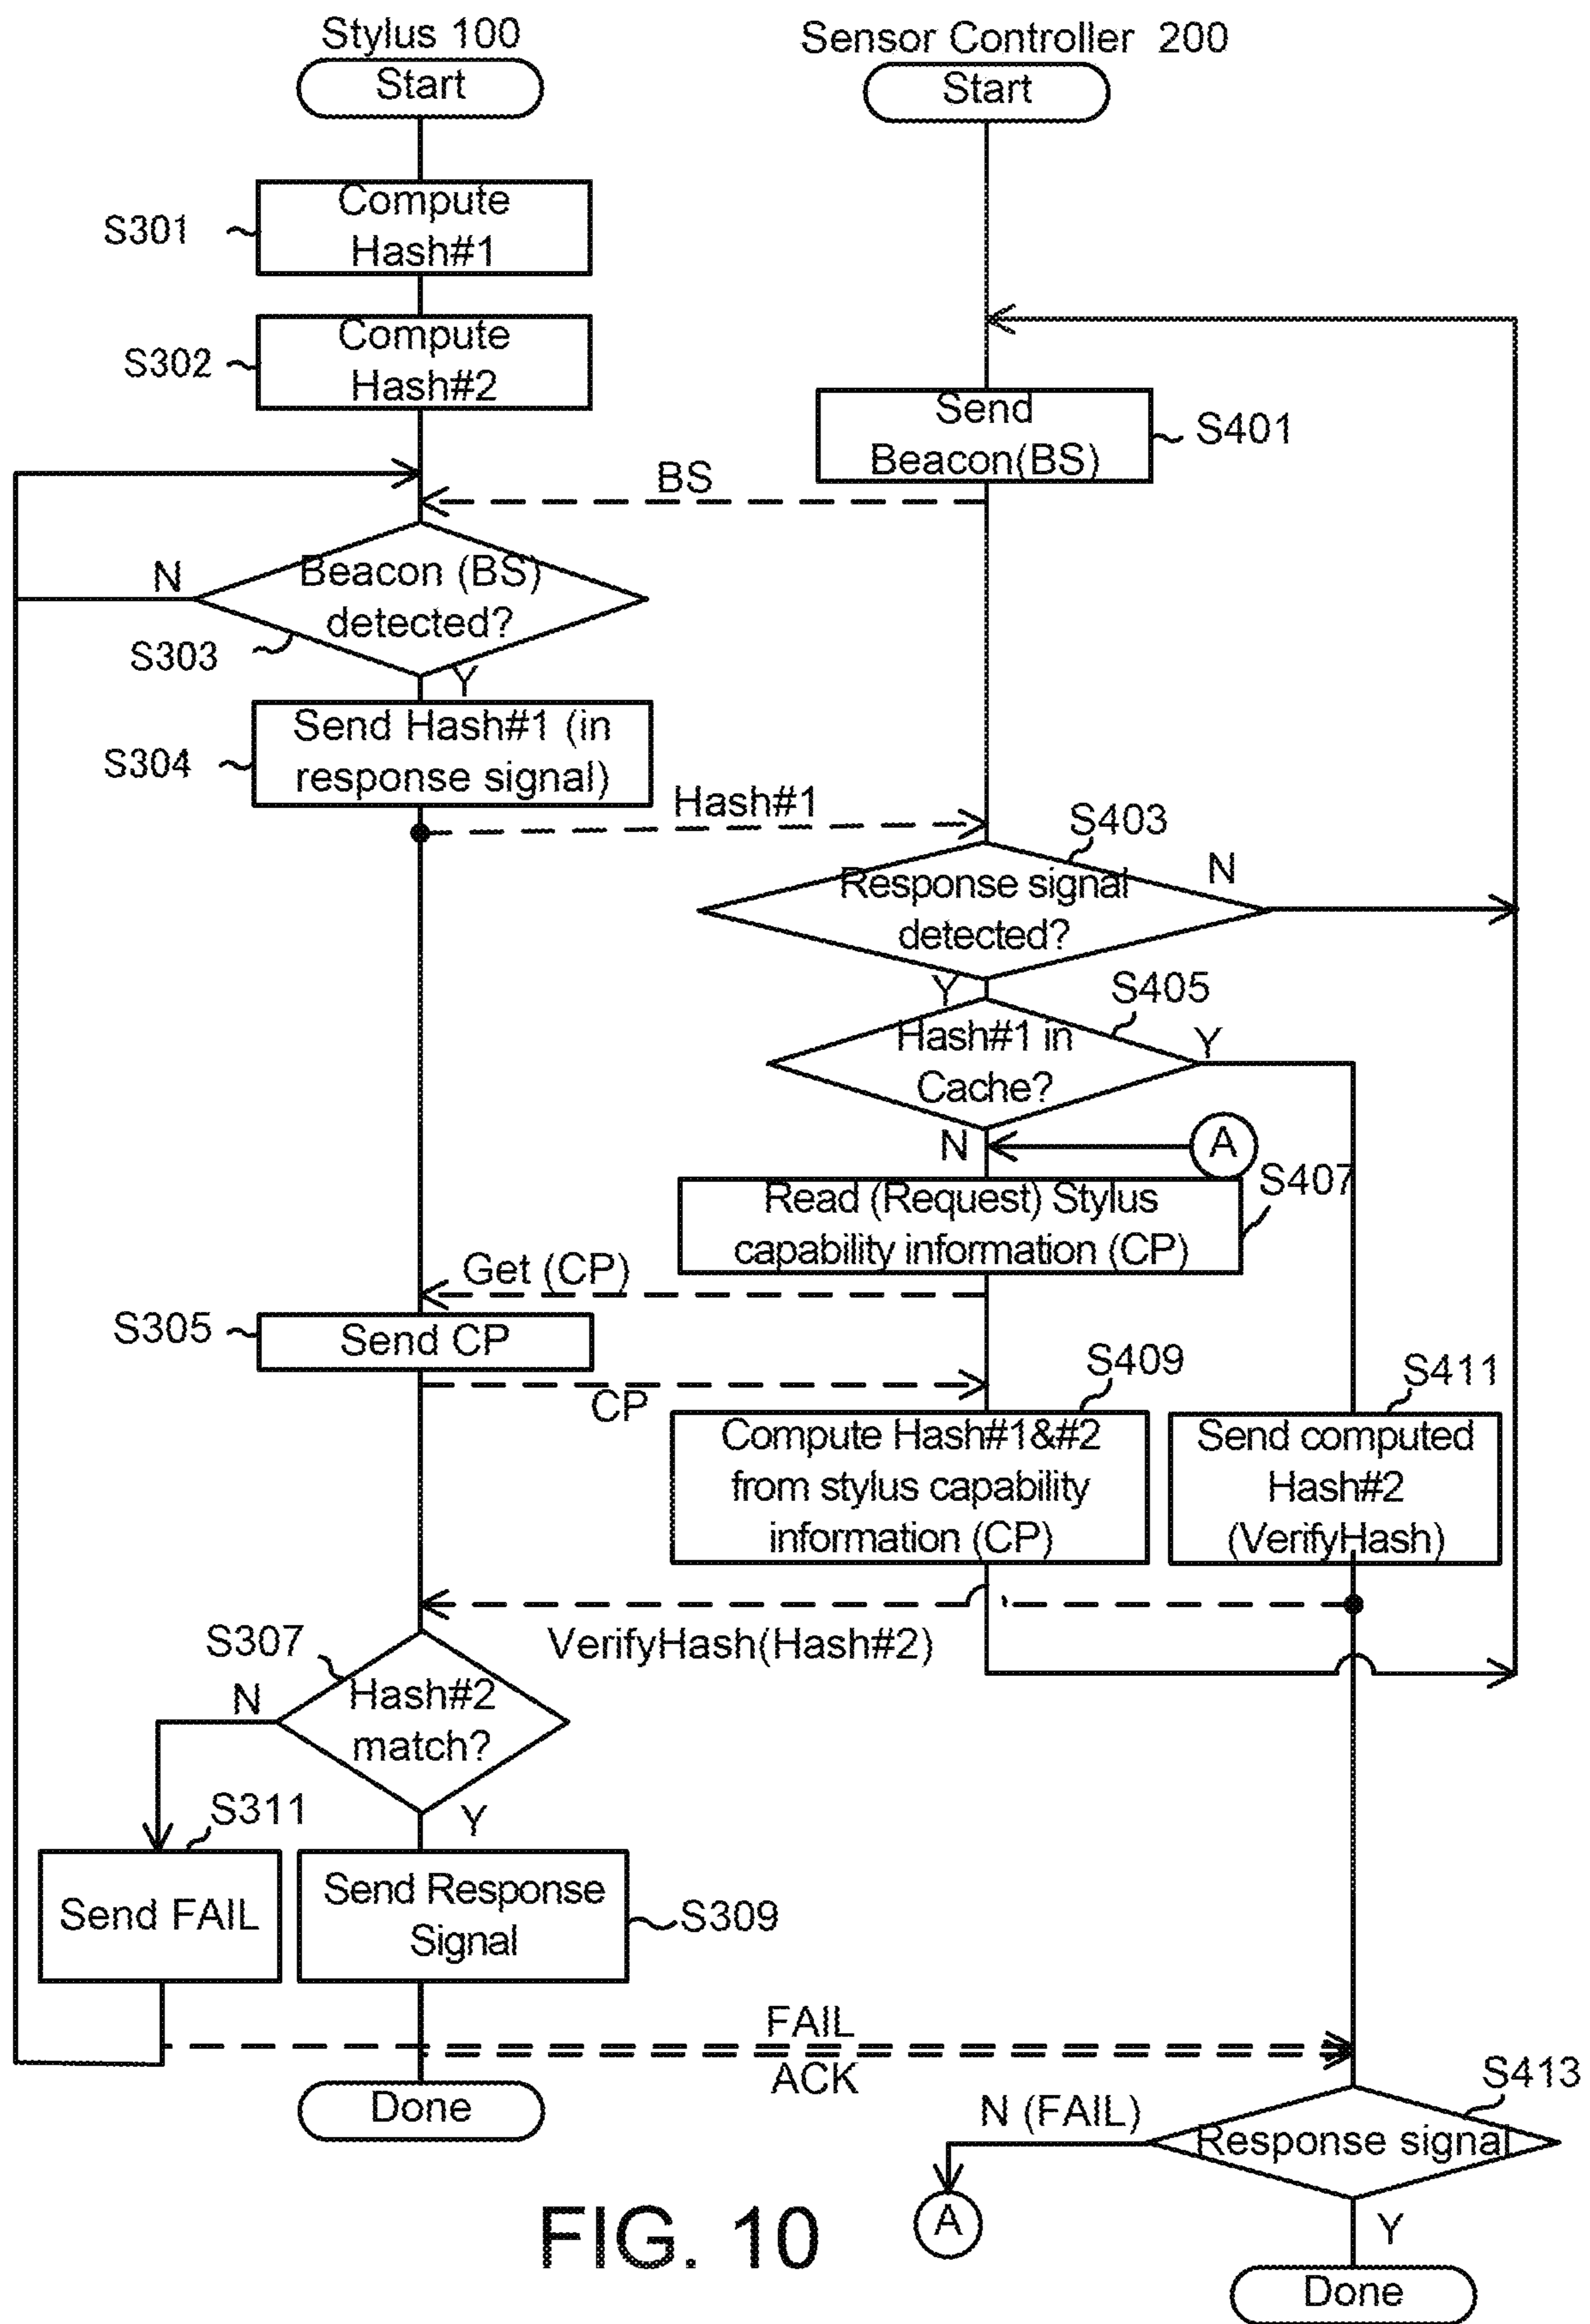 Stylus 100
Sensor Controller 200
Start
Start
Compute
Hash#1
S301
Compute
Hash#2
S302
Send
Beacon(BS)
S401
BS
Beacon (BS)
detected?
N
S303
Y
Send Hash#1 (in
response signal)
S304
Hash#1
S403
Response signal
detected?
N
Y
S405
Hash#1 in
Cache?
Y
N
A
S407
Read (Request) Stylus
capability information (CP)
Get (CP)
S305
Send CP
CP
S409
Compute Hash#1&#2
from stylus capability
information (CP)
S411
Send computed
Hash#2
(VerifyHash)
VerifyHash(Hash#2)
S307
Hash#2
match?
N
Y
S311
Send FAIL
Send Response
Signal
S309
FAIL
ACK
Done
S413
N (FAIL)
Response signal
A
Y
Done
FIG. 10